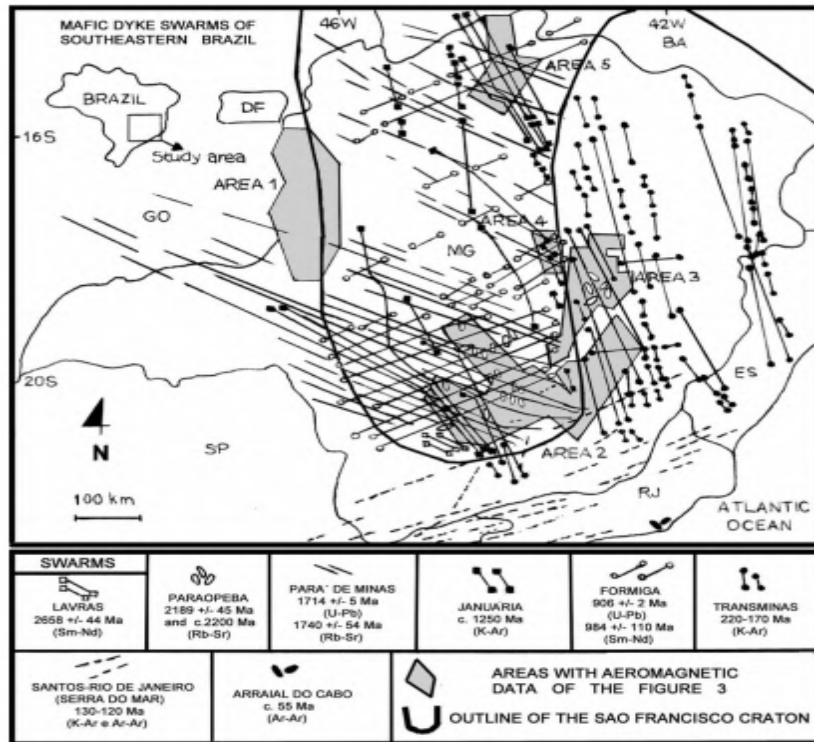 MAFIC DYKE SWARMS OF
SOUTHEASTERN BRAZIL
46W
42W
BA
AREA 5
BRAZIL
DF
16S
Study area
AREA 1
GO
AREA 4
MG
AREA 3
20S
ES
N
SP
AREA 2
RJ
100 km
ATLANTIC
OCEAN
SWARMS
LAVRAS
2658 +/- 44 Ma
(Sm-Nd)
PARAOPEBA
2189 +/- 45 Ma
and c.2200 Ma
(Rb-Sr)
PARA´ DE MINAS
1714 +/- 5 Ma
(U-Pb)
1740 +/- 54 Ma
(Rb-Sr)
JANUÁRIA
c. 1250 Ma
(K-Ar)
FORMIGA
906 +/- 2 Ma
(U-Pb)
984 +/- 110 Ma
(Sm-Nd)
TRANSMINAS
220-170 Ma
(K-Ar)
SANTOS-RIO DE JANEIRO
(SERRA DO MAR)
130-120 Ma
(K-Ar e Ar-Ar)
ARRAIAL DO CABO
c. 55 Ma
(Ar-Ar)
AREAS WITH AEROMAGNETIC
DATA OF THE FIGURE 3
OUTLINE OF THE SAO FRANCISCO CRATON